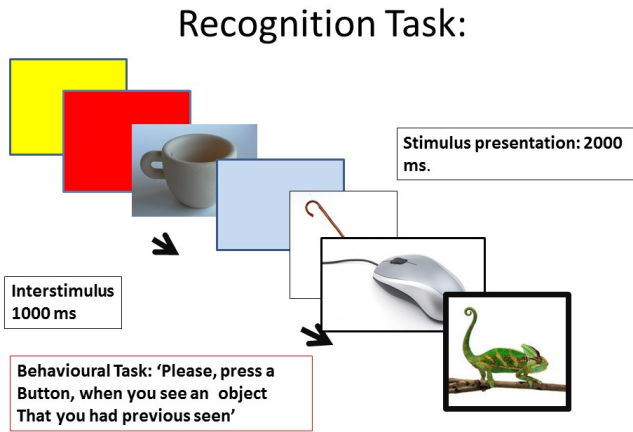 Recognition Task:
Stimulus presentation: 2000
ms.
Interstimulus
1000 ms
Behavioural Task: ‘Please, press a
Button, when you see an object
That you had previous seen’